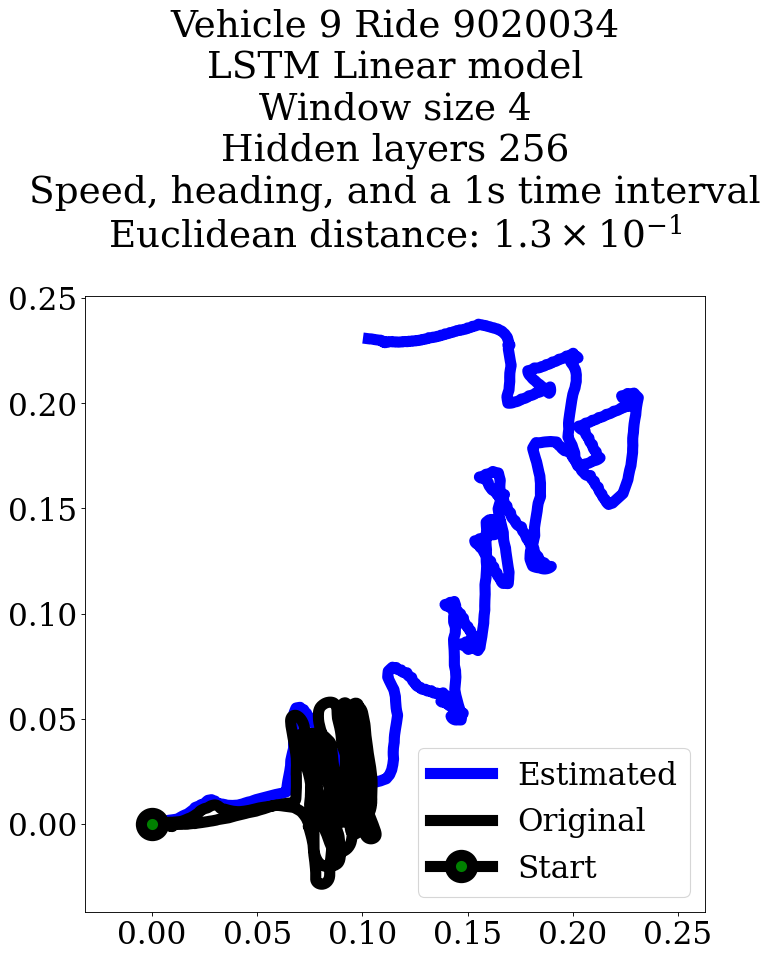 Vehicle 9 Ride 9020034
LSTM Linear model
Window size 4
Hidden layers 256
Speed, heading, and a 1s time interval
Euclidean distance: 1.3 × 10⁻¹
0.25
0.20
0.15
0.10
0.05
0.00
Estimated
Original
Start
0.00 0.05 0.10 0.15 0.20 0.25